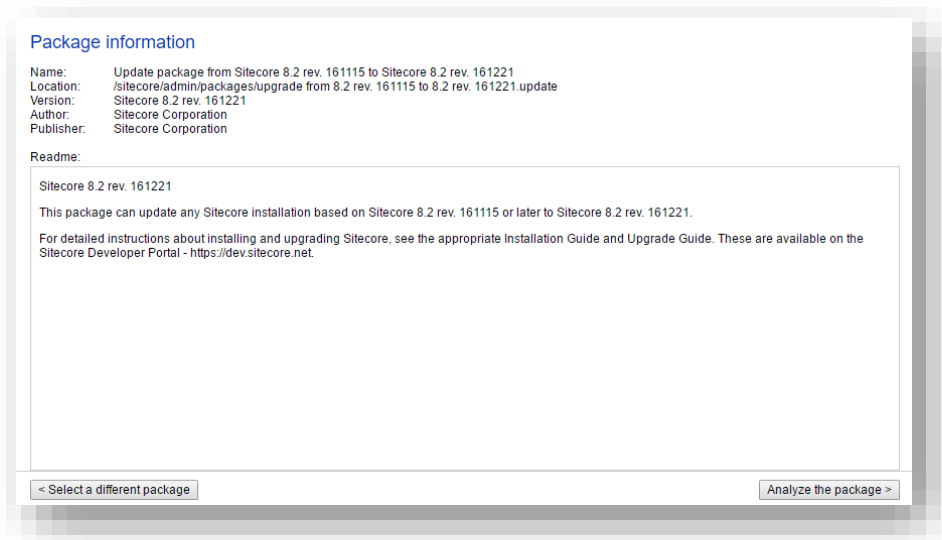 Package information
Name: Update package from Sitecore 8.2 rev. 161115 to Sitecore 8.2 rev. 161221
Location: /sitecore/admin/packages/upgrade from 8.2 rev. 161115 to 8.2 rev. 161221.update
Version: Sitecore 8.2 rev. 161221
Author: Sitecore Corporation
Publisher: Sitecore Corporation
Readme:
Sitecore 8.2 rev. 161221
This package can update any Sitecore installation based on Sitecore 8.2 rev. 161115 or later to Sitecore 8.2 rev. 161221.
For detailed instructions about installing and upgrading Sitecore, see the appropriate Installation Guide and Upgrade Guide. These are available on the
Sitecore Developer Portal - https://dev.sitecore.net.
< Select a different package
Analyze the package >